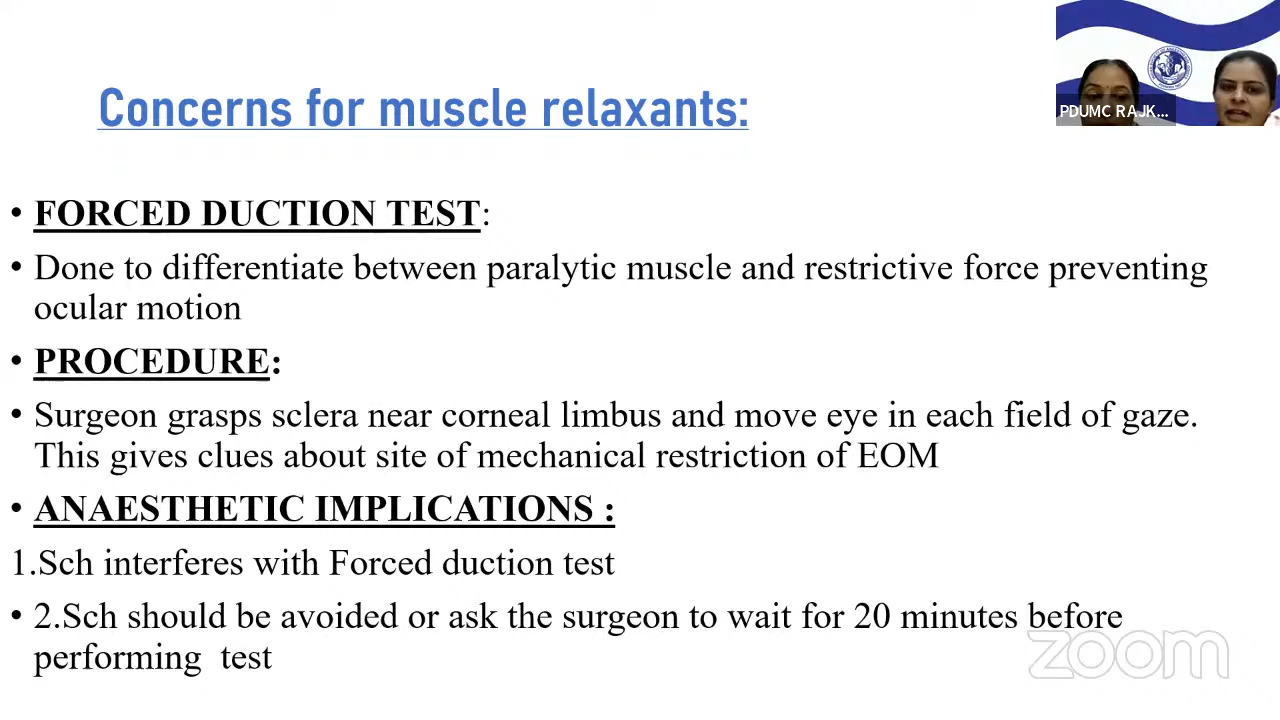 Concerns for muscle relaxants:
PDUMC RAJK...
• FORCED DUCTION TEST:
• Done to differentiate between paralytic muscle and restrictive force preventing
ocular motion
• PROCEDURE:
• Surgeon grasps sclera near corneal limbus and move eye in each field of gaze.
This gives clues about site of mechanical restriction of EOM
• ANAESTHETIC IMPLICATIONS :
1.Sch interferes with Forced duction test
• 2.Sch should be avoided or ask the surgeon to wait for 20 minutes before
performing test
zoom